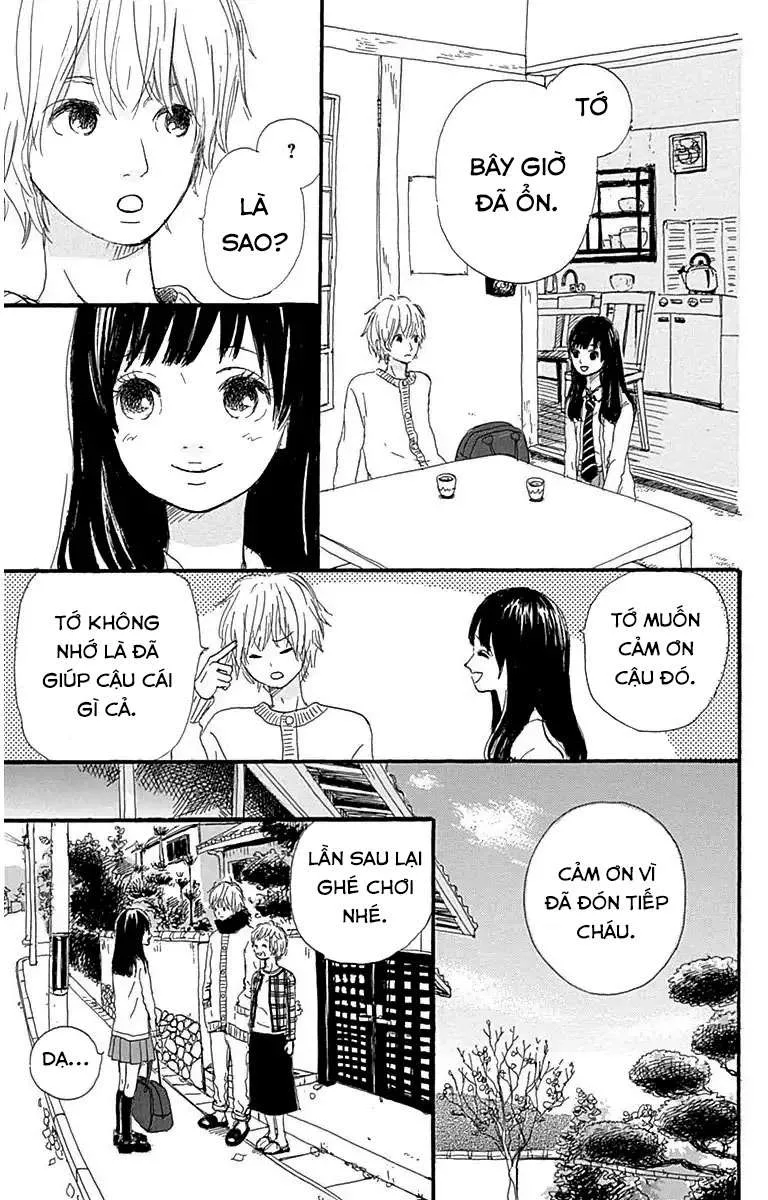 TỚ
BÂY GIỜ
ĐÃ ỔN.
?
LÀ
SAO?
TỚ MUỐN
CẢM ƠN
CẬU ĐÓ.
TỚ KHÔNG
NHỚ LÀ ĐÃ
GIÚP CẬU CÁI
GÌ CẢ.
CẢM ƠN VÌ
ĐÃ ĐÓN TIẾP
CHÁU.
LẦN SAU LẠI
GHÉ CHƠI
NHÉ.
DẠ...